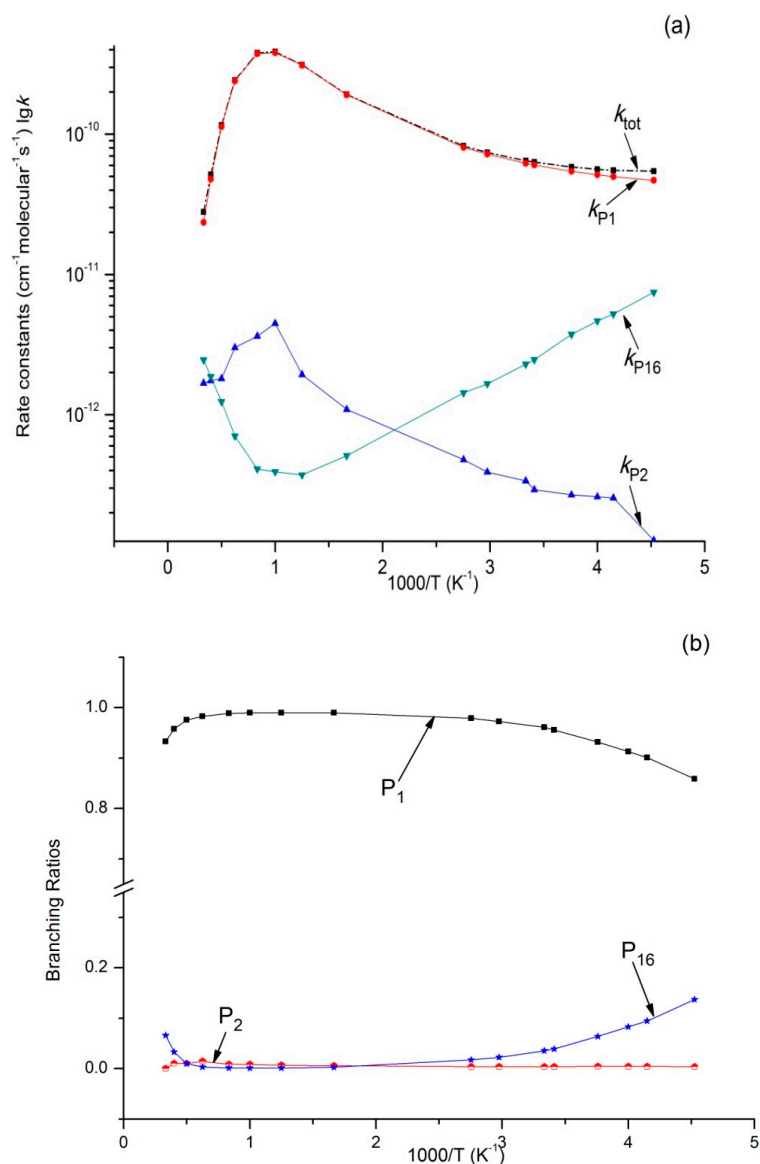 (a)
Rate constants (cm⁻¹molecular⁻¹s⁻¹) lgk
10⁻¹⁰
10⁻¹¹
10⁻¹²
k_tot
k_P1
k_P16
k_P2
0 1 2 3 4 5
1000/T (K⁻¹)
(b)
Branching Ratios
1.0
0.8
0.2
0.0
P₁
P₁₆
P₂
0 1 2 3 4 5
1000/T (K⁻¹)